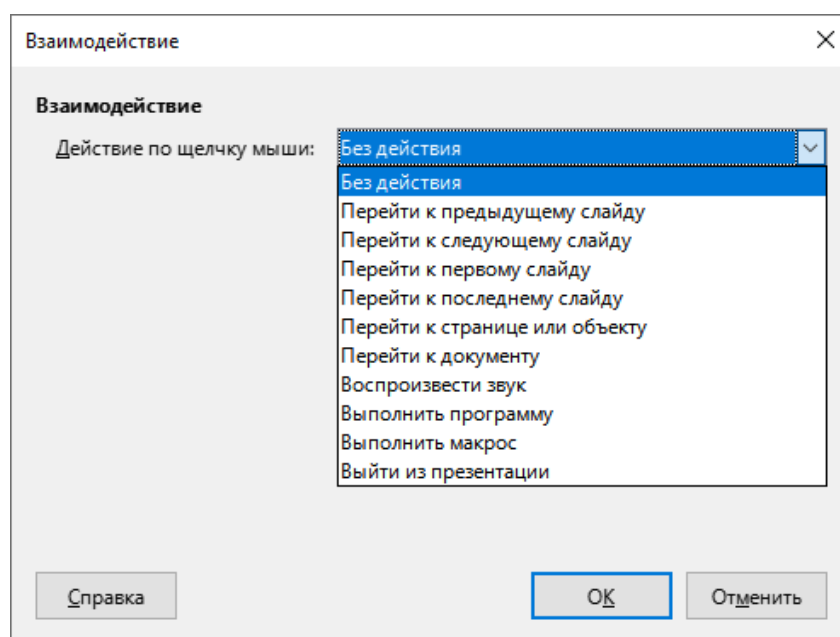 Взаимодействие
Взаимодействие
Действие по щелчку мыши: Без действия
Без действия
Перейти к предыдущему слайду
Перейти к следующему слайду
Перейти к первому слайду
Перейти к последнему слайду
Перейти к странице или объекту
Перейти к документу
Воспроизвести звук
Выполнить программу
Выполнить макрос
Выйти из презентации
Справка ОК Отменить